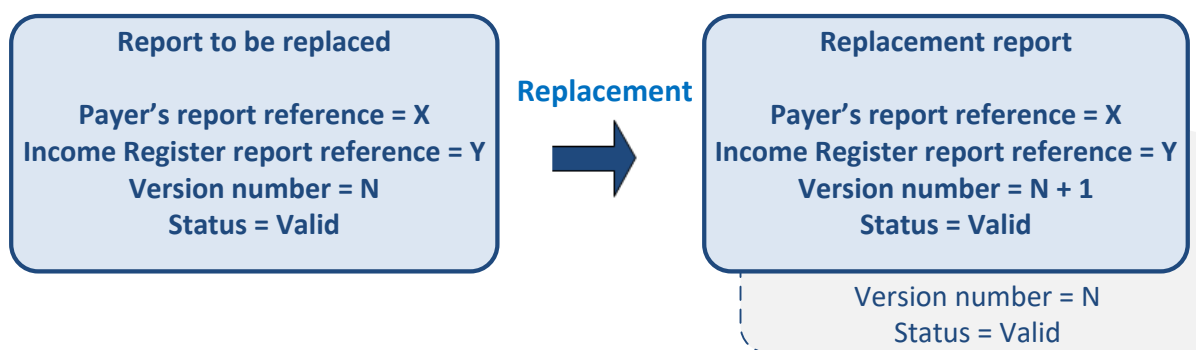 Report to be replaced
Payer’s report reference = X
Income Register report reference = Y
Version number = N
Status = Valid
Replacement
Replacement report
Payer’s report reference = X
Income Register report reference = Y
Version number = N + 1
Status = Valid
Version number = N
Status = Valid